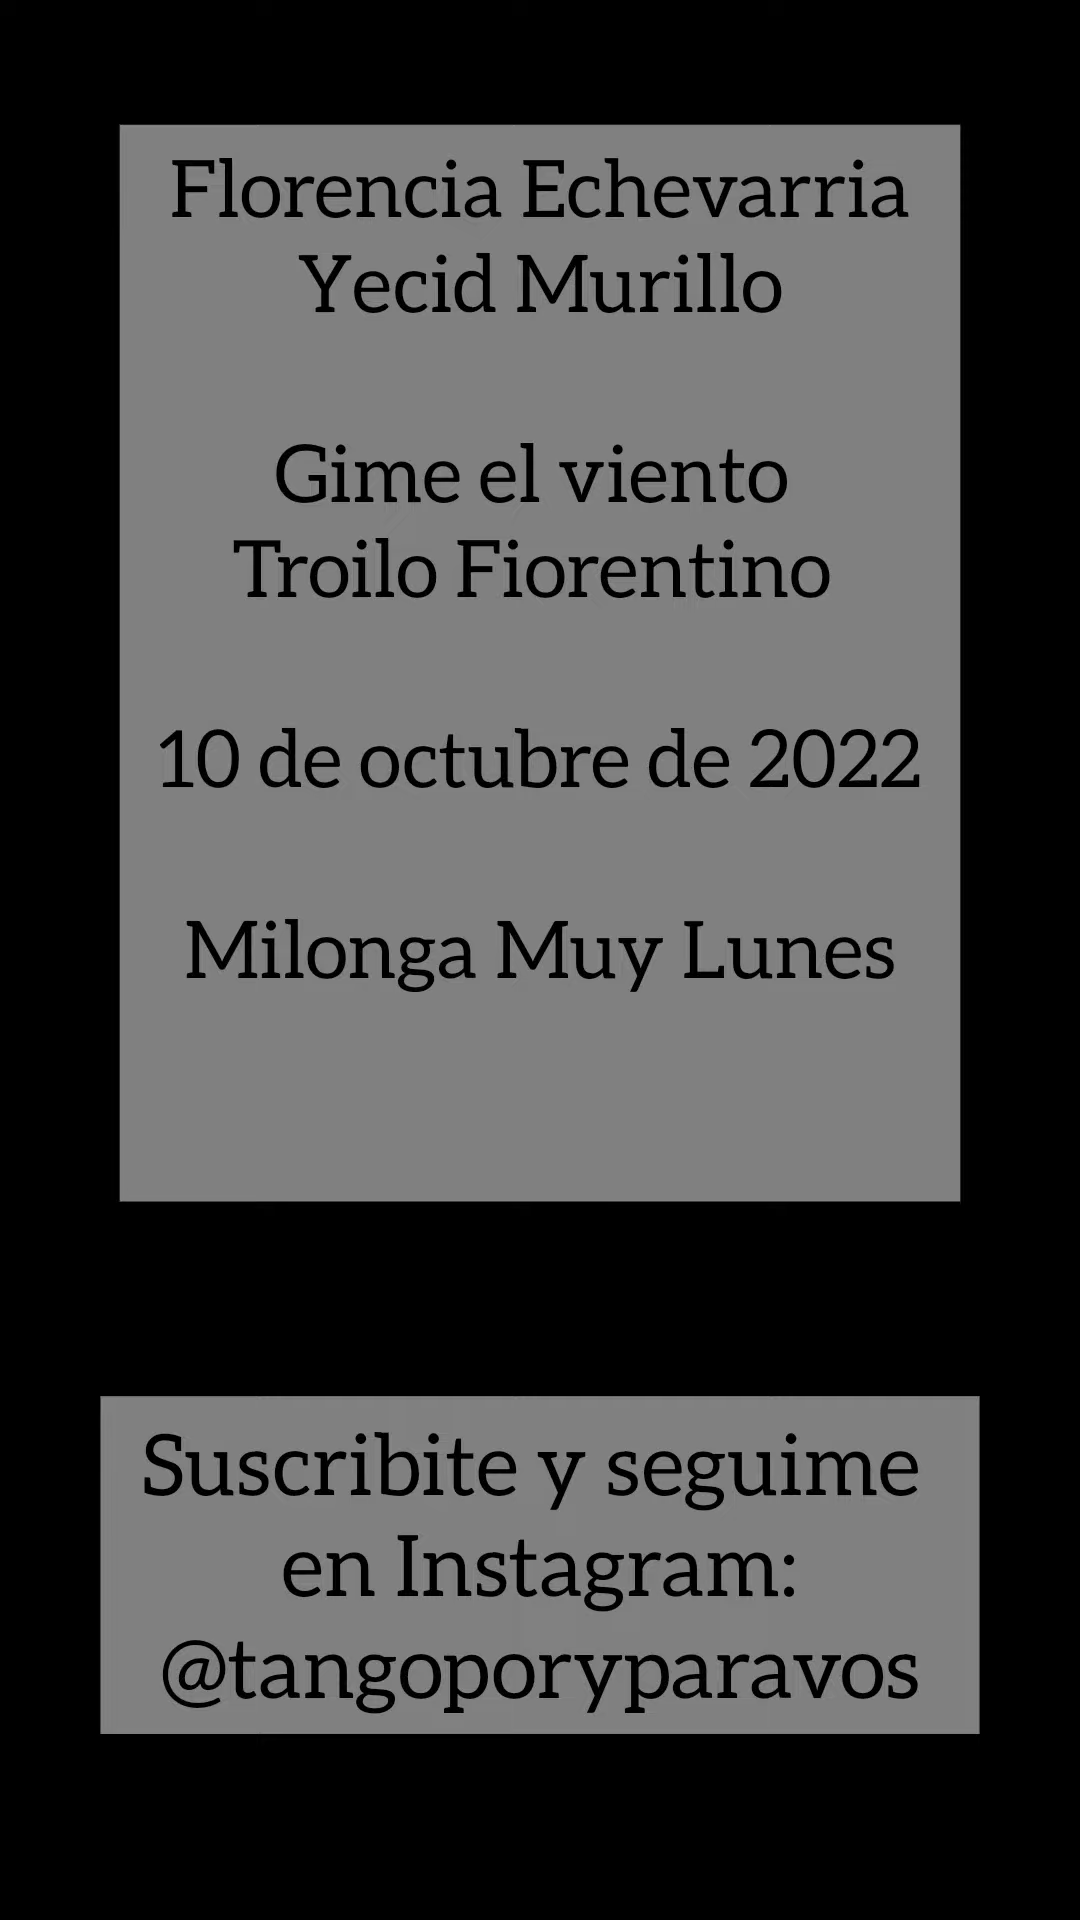 Florencia Echevarria
Yecid Murillo
Gime el viento
Troilo Fiorentino
10 de octubre de 2022
Milonga Muy Lunes
Suscribite y seguime
en Instagram:
@tangoporyparavos